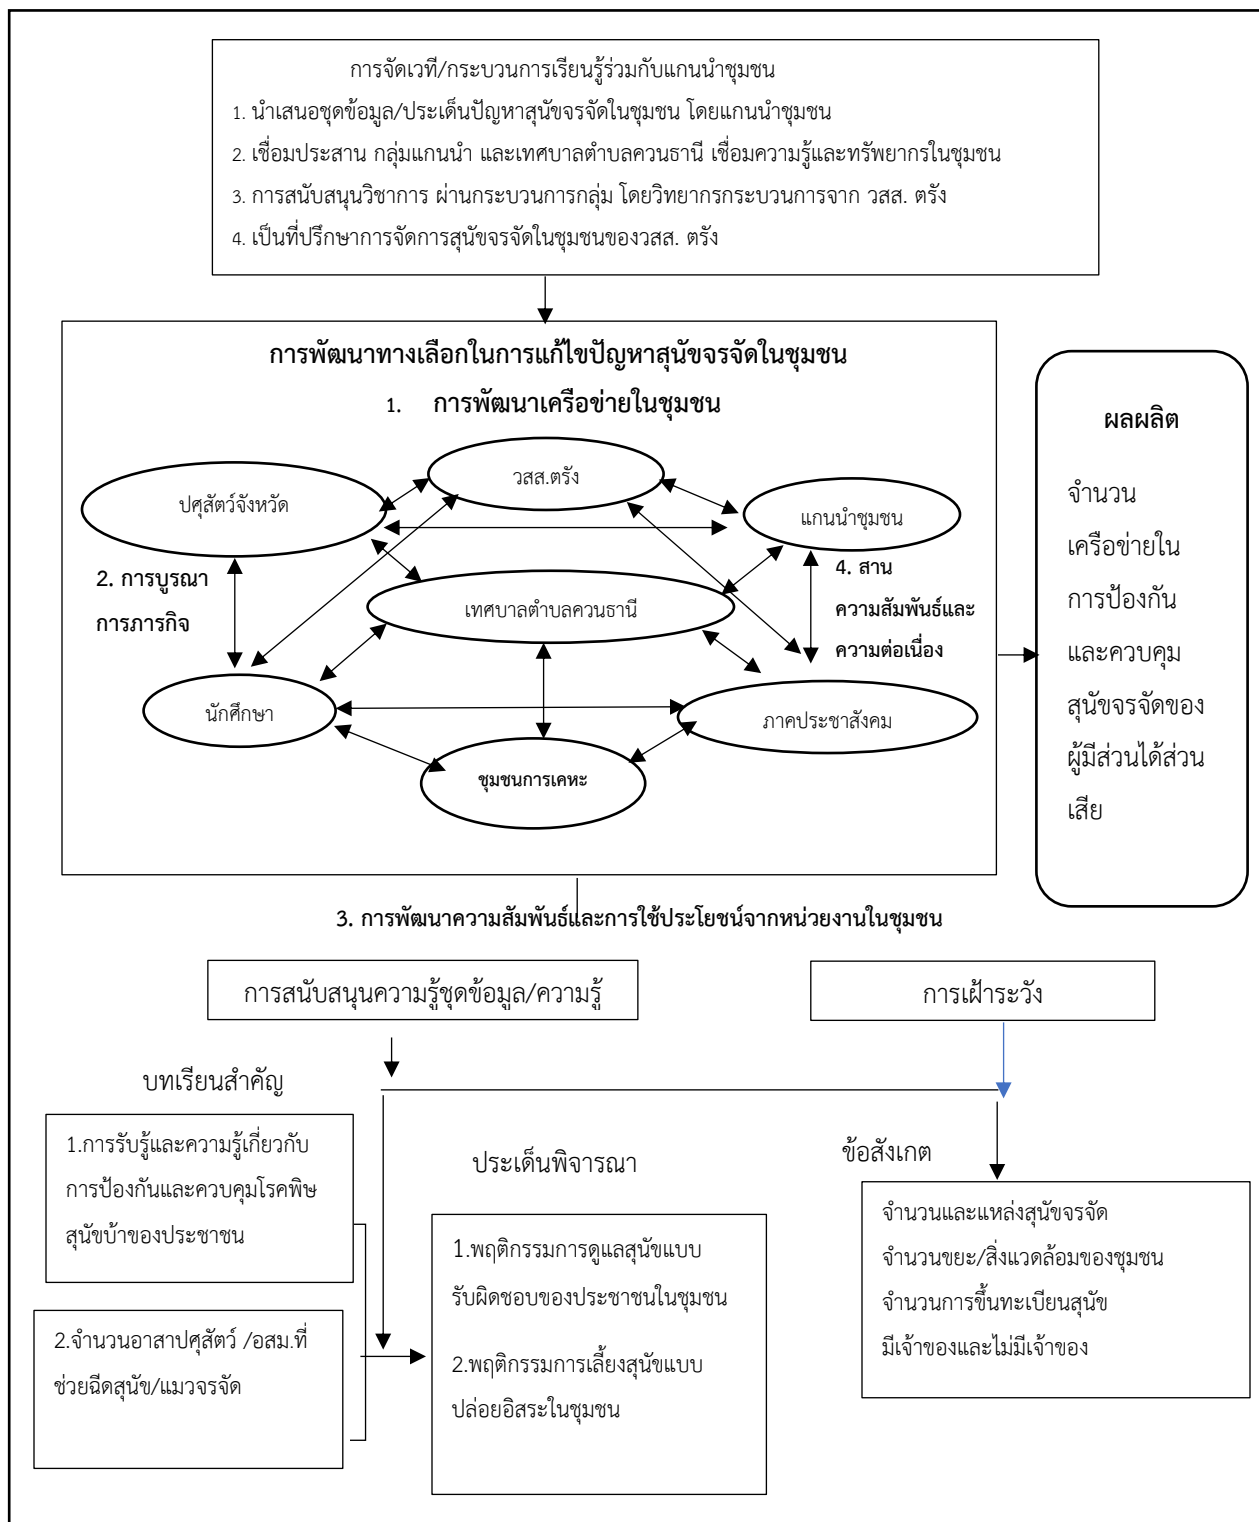 การจัดเวที/กระบวนการเรียนรู้ร่วมกับแกนนำชุมชน
1. นำเสนอชุดข้อมูล/ประเด็นปัญหาสุนัขจรจัดในชุมชน โดยแกนนำชุมชน
2. เชื่อมประสาน กลุ่มแกนนำ และเทศบาลตำบลควนธานี เชื่อมความรู้และทรัพยากรในชุมชน
3. การสนับสนุนวิชาการ ผ่านกระบวนการกลุ่ม โดยวิทยากรกระบวนการจาก วสส. ตรัง
4. เป็นที่ปรึกษาการจัดการสุนัขจรจัดในชุมชนของวสส. ตรัง
การพัฒนาทางเลือกในการแก้ไขปัญหาสุนัขจรจัดในชุมชน
1. การพัฒนาเครือข่ายในชุมชน
วสส.ตรัง
ปศุสัตว์จังหวัด
แกนนำชุมชน
2. การบูรณา
การภารกิจ
เทศบาลตำบลควนธานี
4. สาน
ความสัมพันธ์และ
ความต่อเนื่อง
นักศึกษา
ภาคประชาสังคม
ชุมชนการเคหะ
ผลผลิต
จำนวน
เครือข่ายใน
การป้องกัน
และควบคุม
สุนัขจรจัดของ
ผู้มีส่วนได้ส่วน
เสีย
3. การพัฒนาความสัมพันธ์และการใช้ประโยชน์จากหน่วยงานในชุมชน
การสนับสนุนความรู้ชุดข้อมูล/ความรู้
การเฝ้าระวัง
บทเรียนสำคัญ
1.การรับรู้และความรู้เกี่ยวกับ
การป้องกันและควบคุมโรคพิษ
สุนัขบ้าของประชาชน
2.จำนวนอาสาปศุสัตว์ /อสม.ที่
ช่วยฉีดสุนัข/แมวจรจัด
ประเด็นพิจารณา
1.พฤติกรรมการดูแลสุนัขแบบ
รับผิดชอบของประชาชนในชุมชน
2.พฤติกรรมการเลี้ยงสุนัขแบบ
ปล่อยอิสระในชุมชน
ข้อสังเกต
จำนวนและแหล่งสุนัขจรจัด
จำนวนขยะ/สิ่งแวดล้อมของชุมชน
จำนวนการขึ้นทะเบียนสุนัข
มีเจ้าของและไม่มีเจ้าของ